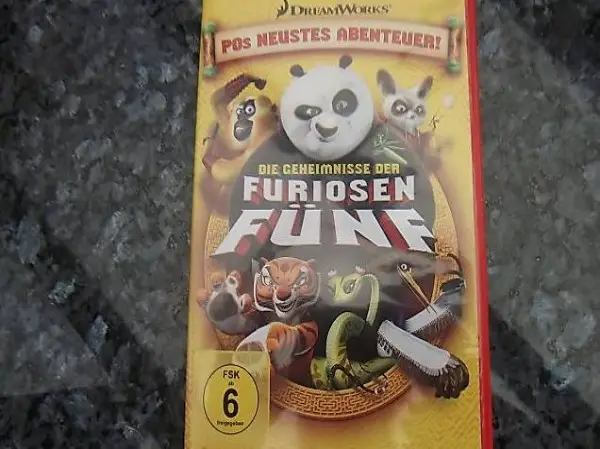 DREAMWORKS
POS NEUSTES ABENTEUER!
DIE GEHEIMNISSE DER
FURIOSEN
FÜNF
FSK
ab
6
freigegeben